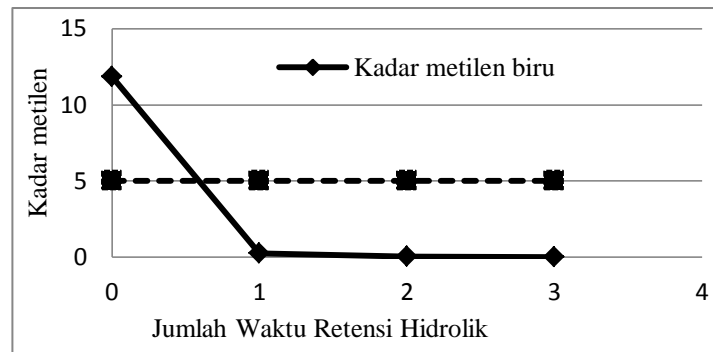 15
Kadar metilen biru
10
5
0
Kadar metilen
0 1 2 3 4
Jumlah Waktu Retensi Hidrolik